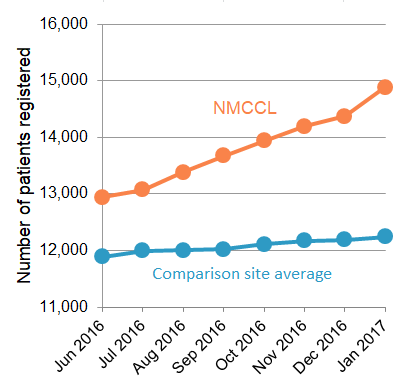 16,000
15,000
14,000
13,000
12,000
11,000
Number of patients registered
NMCCL
Comparison site average
Jun 2016
Jul 2016
Aug 2016
Sep 2016
Oct 2016
Nov 2016
Dec 2016
Jan 2017